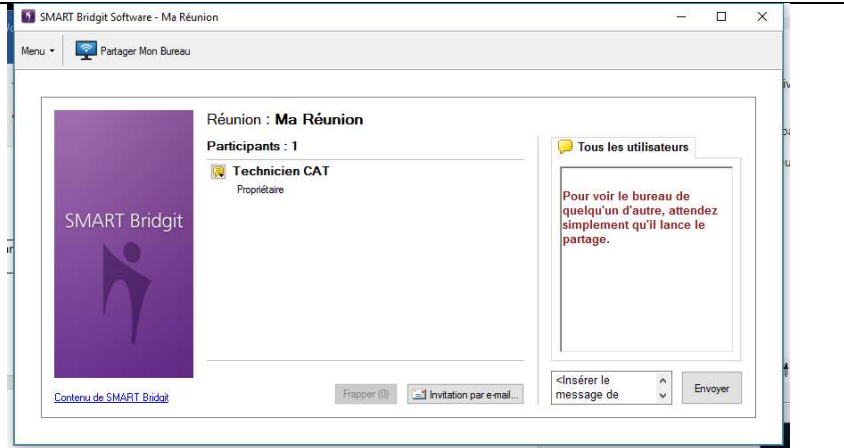 SMART Bridgit Software - Ma Réunion
Menu
Partager Mon Bureau
Réunion : Ma Réunion
Participants : 1
Technicien CAT
Propriétaire
SMART Bridgit
Contenu de SMART Bridgit
Frapper (0)
Invitation par e-mail...
Tous les utilisateurs
Pour voir le bureau de
quelqu'un d'autre, attendez
simplement qu'il lance le
partage.
<Insérer le
message de
Envoyer